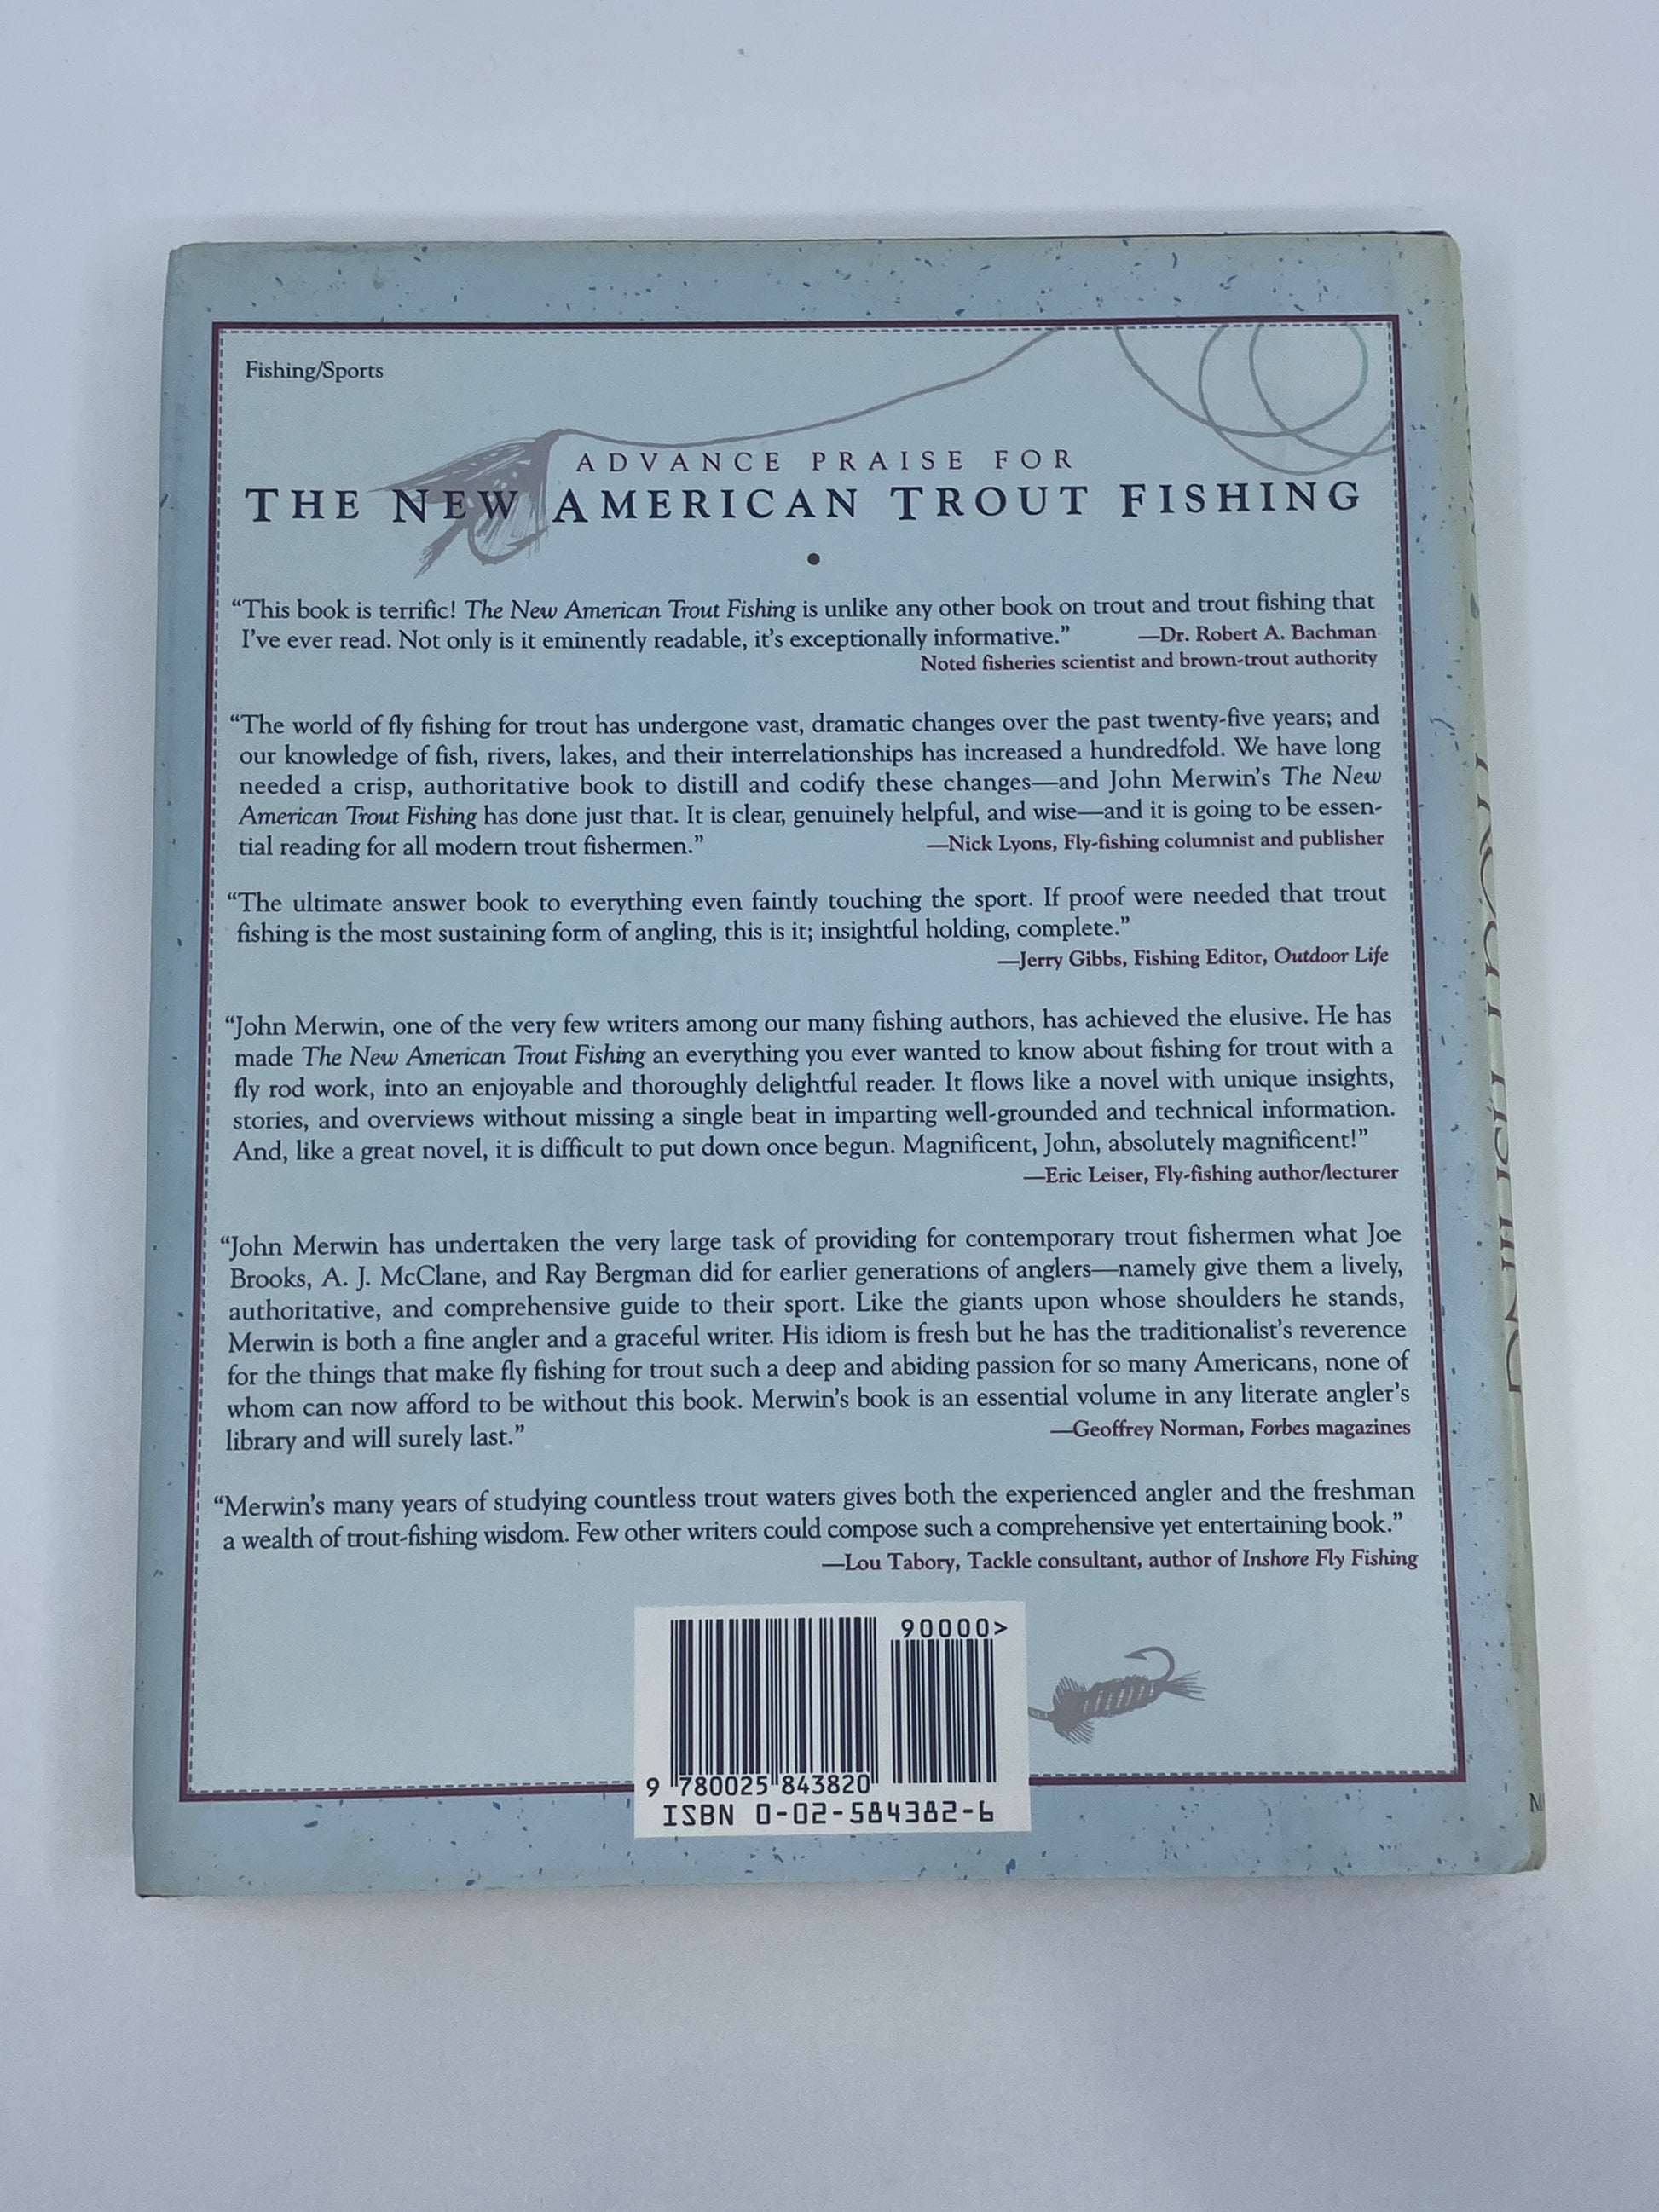 Fishing/Sports
ADVANCE PRAISE FOR
THE NEW AMERICAN TROUT FISHING
“This book is terrific! The New American Trout Fishing is unlike any other book on trout and trout fishing that
I’ve ever read. Not only is it eminently readable, it’s exceptionally informative.” —Dr. Robert A. Bachman
Noted fisheries scientist and brown-trout authority
“The world of fly fishing for trout has undergone vast, dramatic changes over the past twenty-five years; and
our knowledge of fish, rivers, lakes, and their interrelationships has increased a hundredfold. We have long
needed a crisp, authoritative book to distill and codify these changes—and John Merwin’s The New
American Trout Fishing has done just that. It is clear, genuinely helpful, and wise—and it is going to be essen-
tial reading for all modern trout fishermen.” —Nick Lyons, Fly-fishing columnist and publisher
“The ultimate answer book to everything even faintly touching the sport. If proof were needed that trout
fishing is the most sustaining form of angling, this is it; insightful holding, complete.”
—Jerry Gibbs, Fishing Editor, Outdoor Life
“John Merwin, one of the very few writers among our many fishing authors, has achieved the elusive. He has
made The New American Trout Fishing an everything you ever wanted to know about fishing for trout with a
fly rod work, into an enjoyable and thoroughly delightful reader. It flows like a novel with unique insights,
stories, and overviews without missing a single beat in imparting well-grounded and technical information.
And, like a great novel, it is difficult to put down once begun. Magnificent, John, absolutely magnificent!”
—Eric Leiser, Fly-fishing author/lecturer
“John Merwin has undertaken the very large task of providing for contemporary trout fishermen what Joe
Brooks, A. J. McClane, and Ray Bergman did for earlier generations of anglers—namely give them a lively,
authoritative, and comprehensive guide to their sport. Like the giants upon whose shoulders he stands,
Merwin is both a fine angler and a graceful writer. His idiom is fresh but he has the traditionalist’s reverence
for the things that make fly fishing for trout such a deep and abiding passion for so many Americans, none of
whom can now afford to be without this book. Merwin’s book is an essential volume in any literate angler’s
library and will surely last.” —Geoffrey Norman, Forbes magazines
“Merwin’s many years of studying countless trout waters gives both the experienced angler and the freshman
a wealth of trout-fishing wisdom. Few other writers could compose such a comprehensive yet entertaining book.”
—Lou Tabory, Tackle consultant, author of Inshore Fly Fishing
90000>
9 780025 843820
ISBN 0-02-584382-6